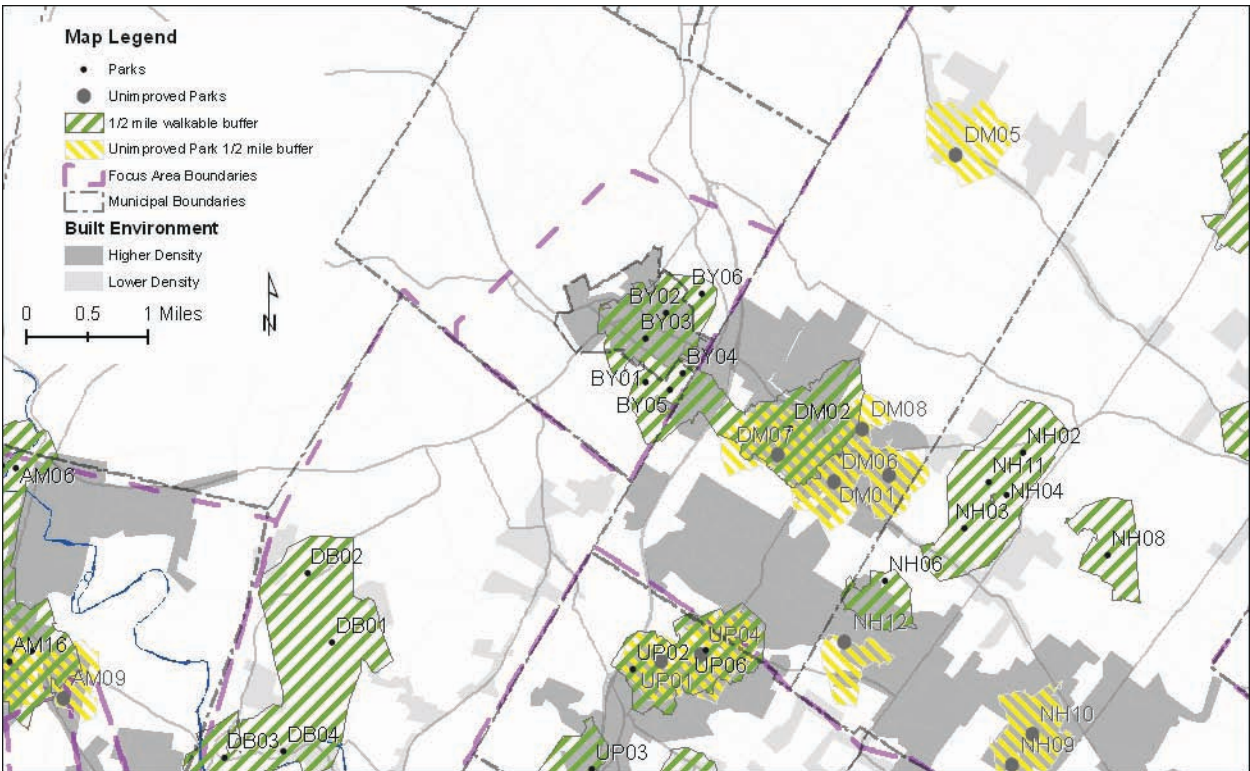 Map Legend
Parks
Unimproved Parks
1/2 mile walkable buffer
Unimproved Park 1/2 mile buffer
Focus Area Boundaries
Municipal Boundaries
Built Environment
Higher Density
Lower Density
0 0.5 1 Miles
N
DM05
BY06
BY02
BY03
BY04
BY01
BY05
DM02
DM08
DM07
DM06
DM01
NH02
NH11
NH04
NH03
NH08
NH06
NH12
AM06
DB02
DB01
UP04
UP02
UP06
UP01
AM16
AM09
NH10
NH09
DB03
DB04
UP03